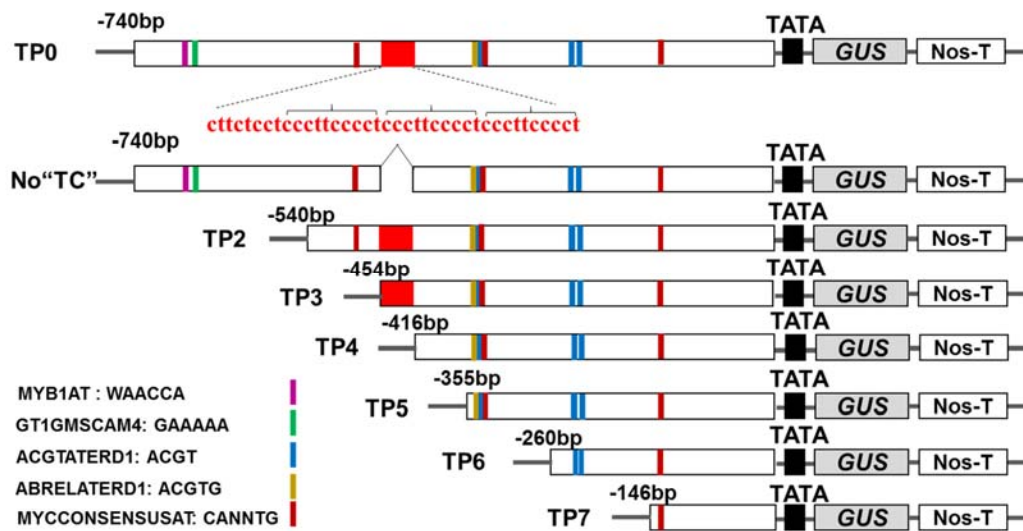 -740bp TATA
TP0 GUS Nos-T
cttctcctcccttcccctcccttcccctcccttcccct
-740bp TATA
No“TC” GUS Nos-T
-540bp TATA
TP2 GUS Nos-T
-454bp TATA
TP3 GUS Nos-T
-416bp TATA
TP4 GUS Nos-T
-355bp TATA
TP5 GUS Nos-T
-260bp TATA
TP6 GUS Nos-T
-146bp TATA
TP7 GUS Nos-T
MYB1AT : WAACCA
GT1GMSCAM4: GAAAAA
ACGTATERD1: ACGT
ABRELATERD1: ACGTG
MYCCONSENSUSAT: CANNTG